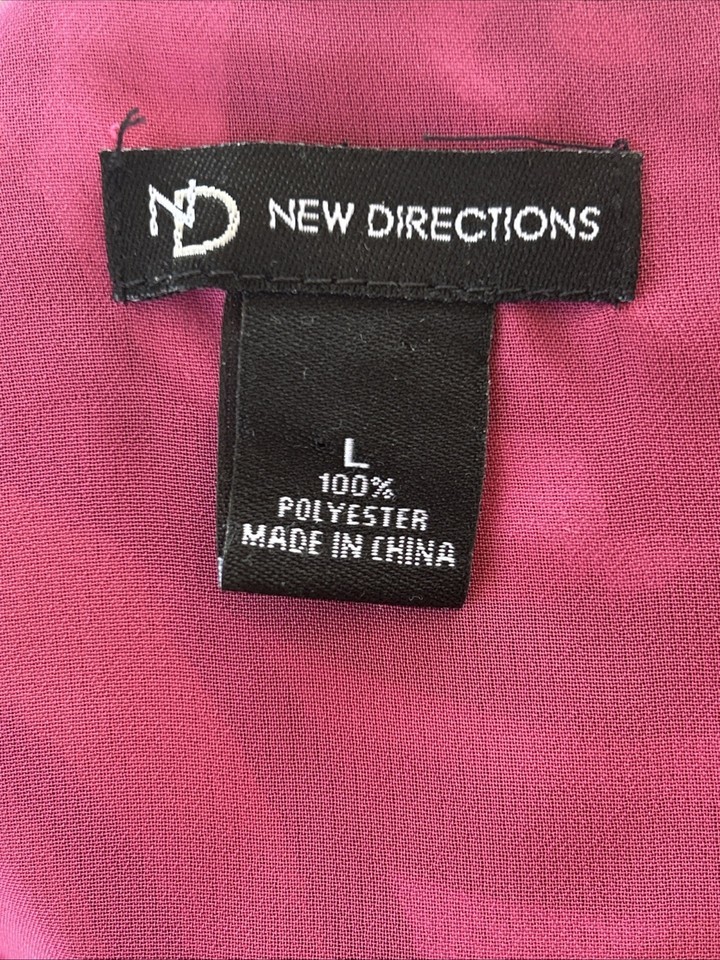 ND NEW DIRECTIONS
L
100%
POLYESTER
MADE IN CHINA